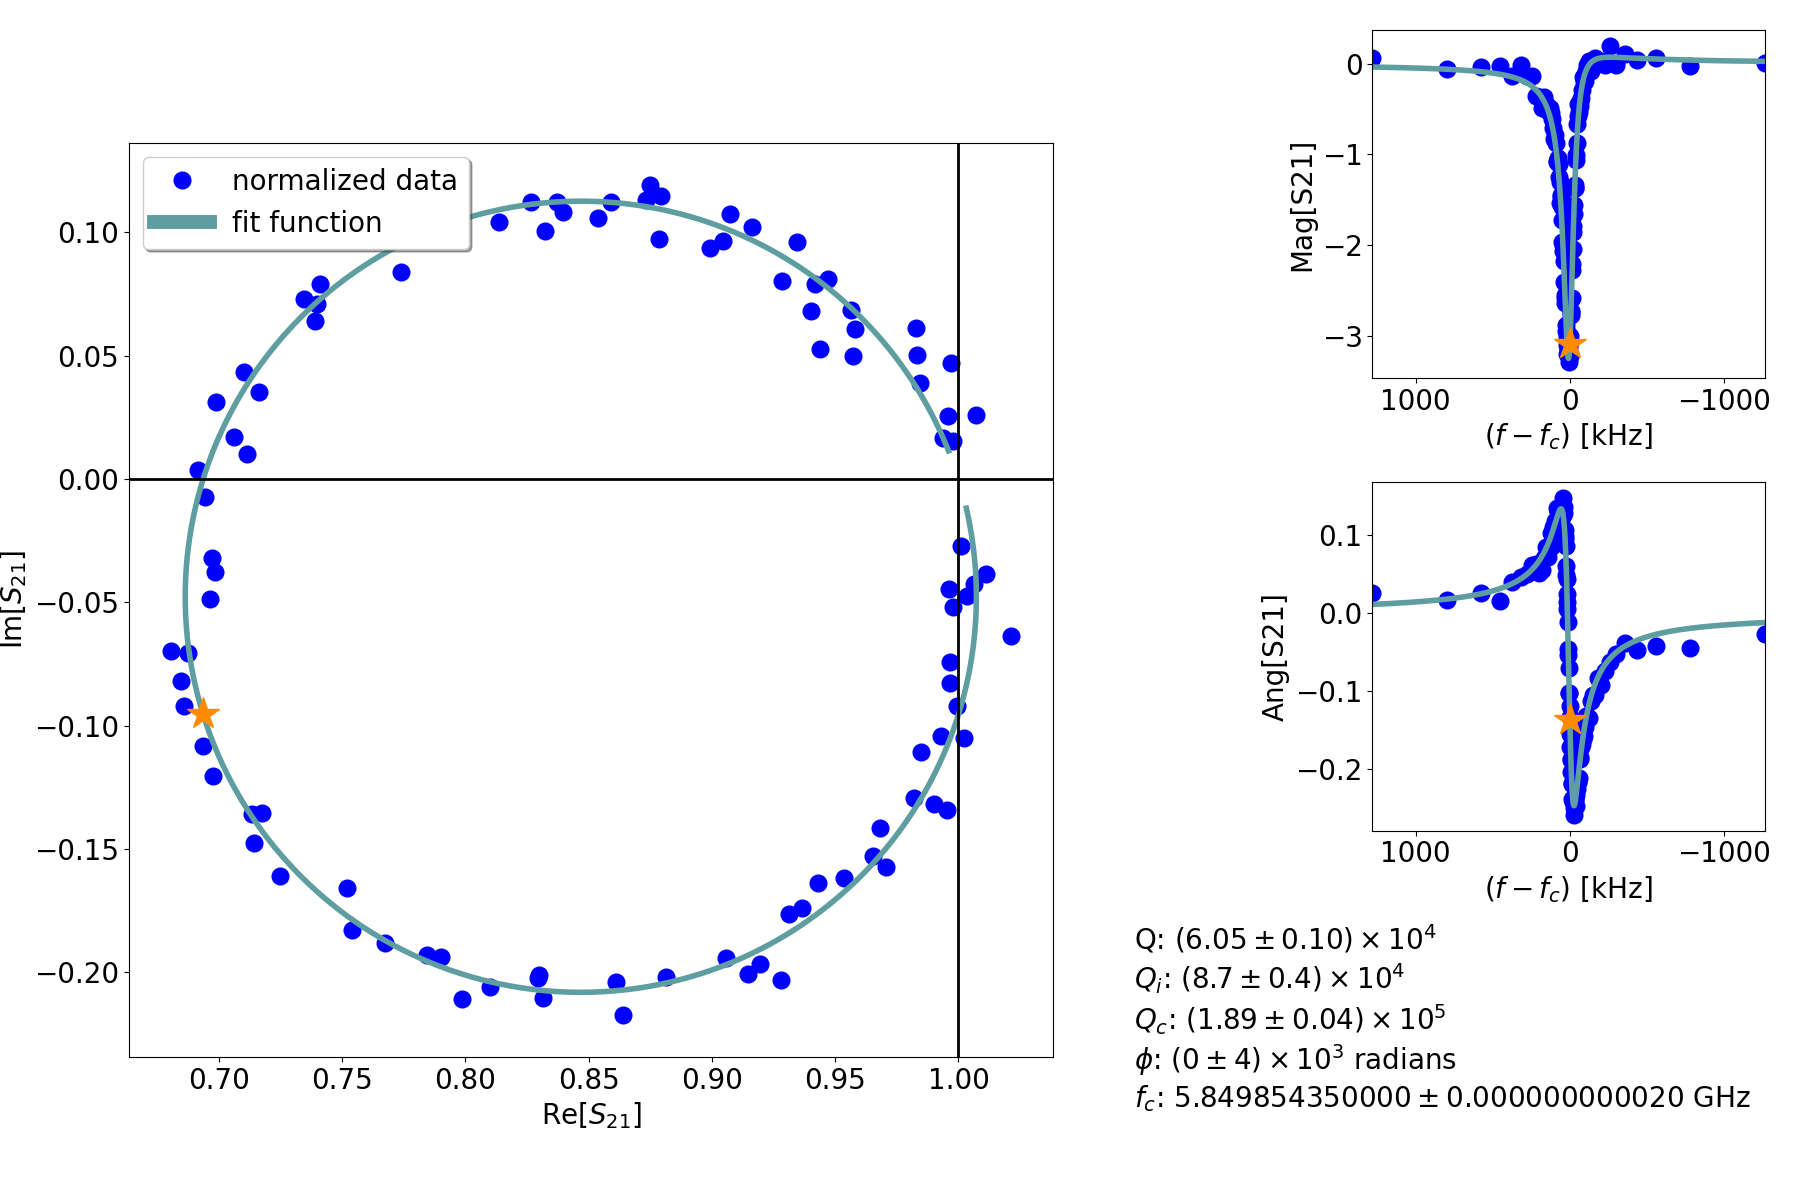 normalized data
fit function
0.10
0.05
0.00
−0.05
−0.10
−0.15
−0.20
Im[S21]
0.70 0.75 0.80 0.85 0.90 0.95 1.00
Re[S21]
0
−1
−2
−3
Mag[S21]
1000 0 −1000
(f − fc) [kHz]
0.1
0.0
−0.1
−0.2
Ang[S21]
1000 0 −1000
(f − fc) [kHz]
Q: (6.05 ± 0.10) × 10^4
Qi: (8.7 ± 0.4) × 10^4
Qc: (1.89 ± 0.04) × 10^5
ϕ: (0 ± 4) × 10^3 radians
fc: 5.849854350000 ± 0.000000000020 GHz